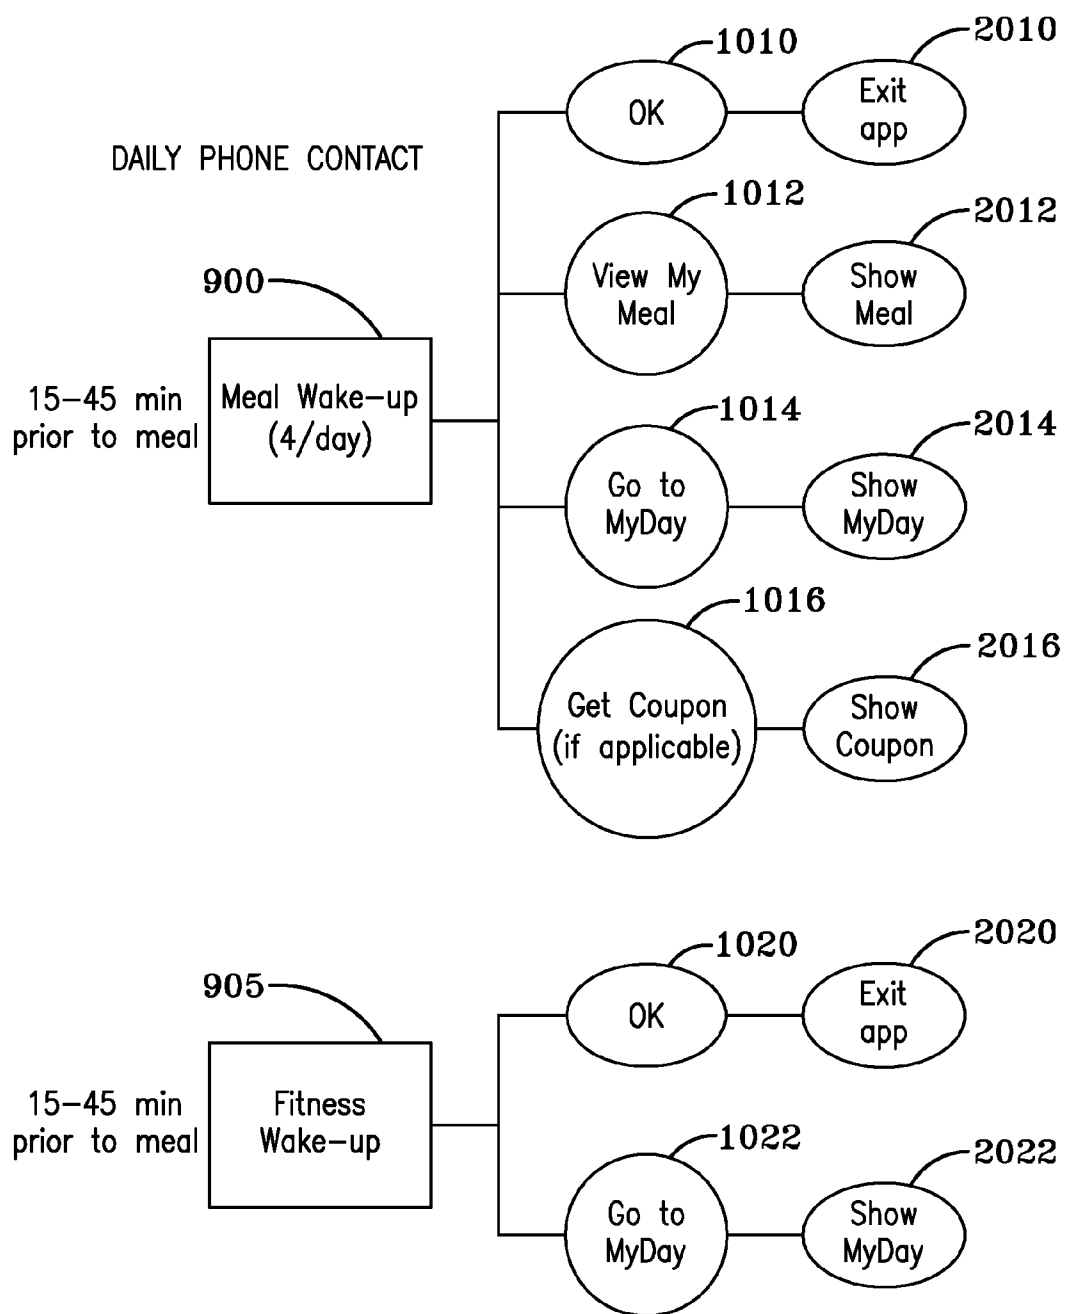 1010
2010
OK
Exit
app
DAILY PHONE CONTACT
1012
2012
View My
Meal
Show
Meal
900
15–45 min
prior to meal
Meal Wake-up
(4/day)
1014
2014
Go to
MyDay
Show
MyDay
1016
2016
Get Coupon
(if applicable)
Show
Coupon
1020
2020
OK
Exit
app
905
15–45 min
prior to meal
Fitness
Wake-up
1022
2022
Go to
MyDay
Show
MyDay